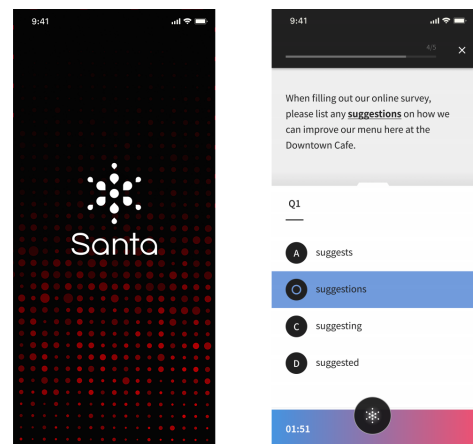 9:41
Santa
9:41
4/5
When filling out our online survey,
please list any suggestions on how we
can improve our menu here at the
Downtown Cafe.
Q1
A suggests
suggestions
C suggesting
D suggested
01:51